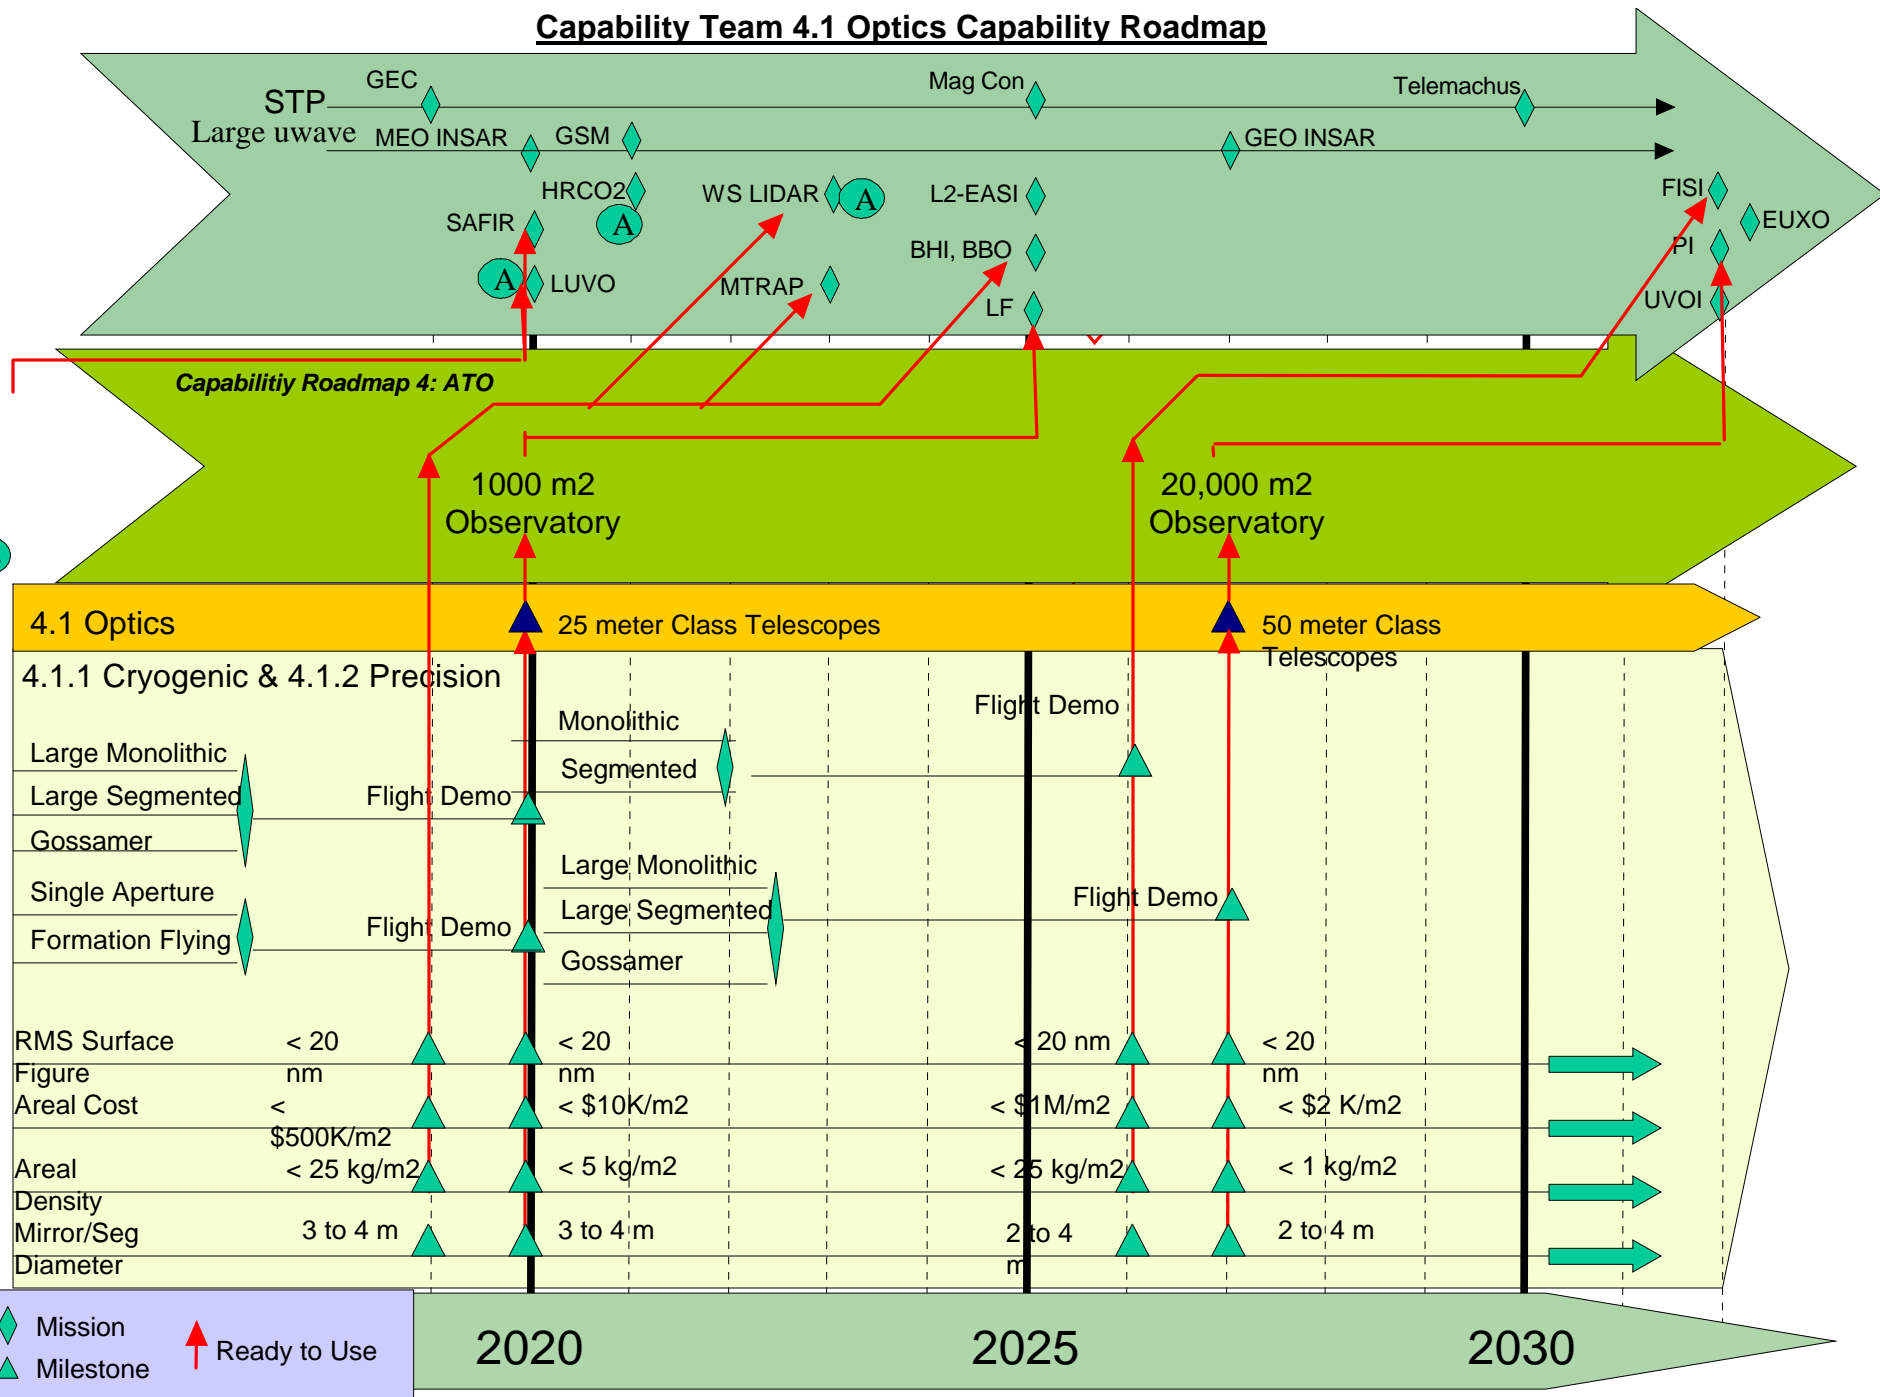 Capability Team 4.1 Optics Capability Roadmap
GEC
Mag Con
Telemachus
STP
Large uwave
MEO INSAR
GSM
GEO INSAR
HRCO2
WS LIDAR
A
L2-EASI
FISI
SAFIR
A
EUXO
BHI, BBO
PI
A
LUVO
MTRAP
LF
UVOI
Capabilitiy Roadmap 4: ATO
1000 m2
Observatory
20,000 m2
Observatory
4.1 Optics
25 meter Class Telescopes
50 meter Class
Telescopes
4.1.1 Cryogenic & 4.1.2 Precision
Flight Demo
Monolithic
Large Monolithic
Segmented
Large Segmented
Flight Demo
Gossamer
Large Monolithic
Single Aperture
Flight Demo
Large Segmented
Formation Flying
Flight Demo
Gossamer
RMS Surface
Figure
< 20
nm
< 20
nm
< 20 nm
< 20
nm
Areal Cost
<
$500K/m2
< $10K/m2
< $1M/m2
< $2 K/m2
Areal
Density
< 25 kg/m2
< 5 kg/m2
< 25 kg/m2
< 1 kg/m2
Mirror/Seg
Diameter
3 to 4 m
3 to 4 m
2 to 4
m
2 to 4 m
Mission
Milestone
Ready to Use
2020
2025
2030